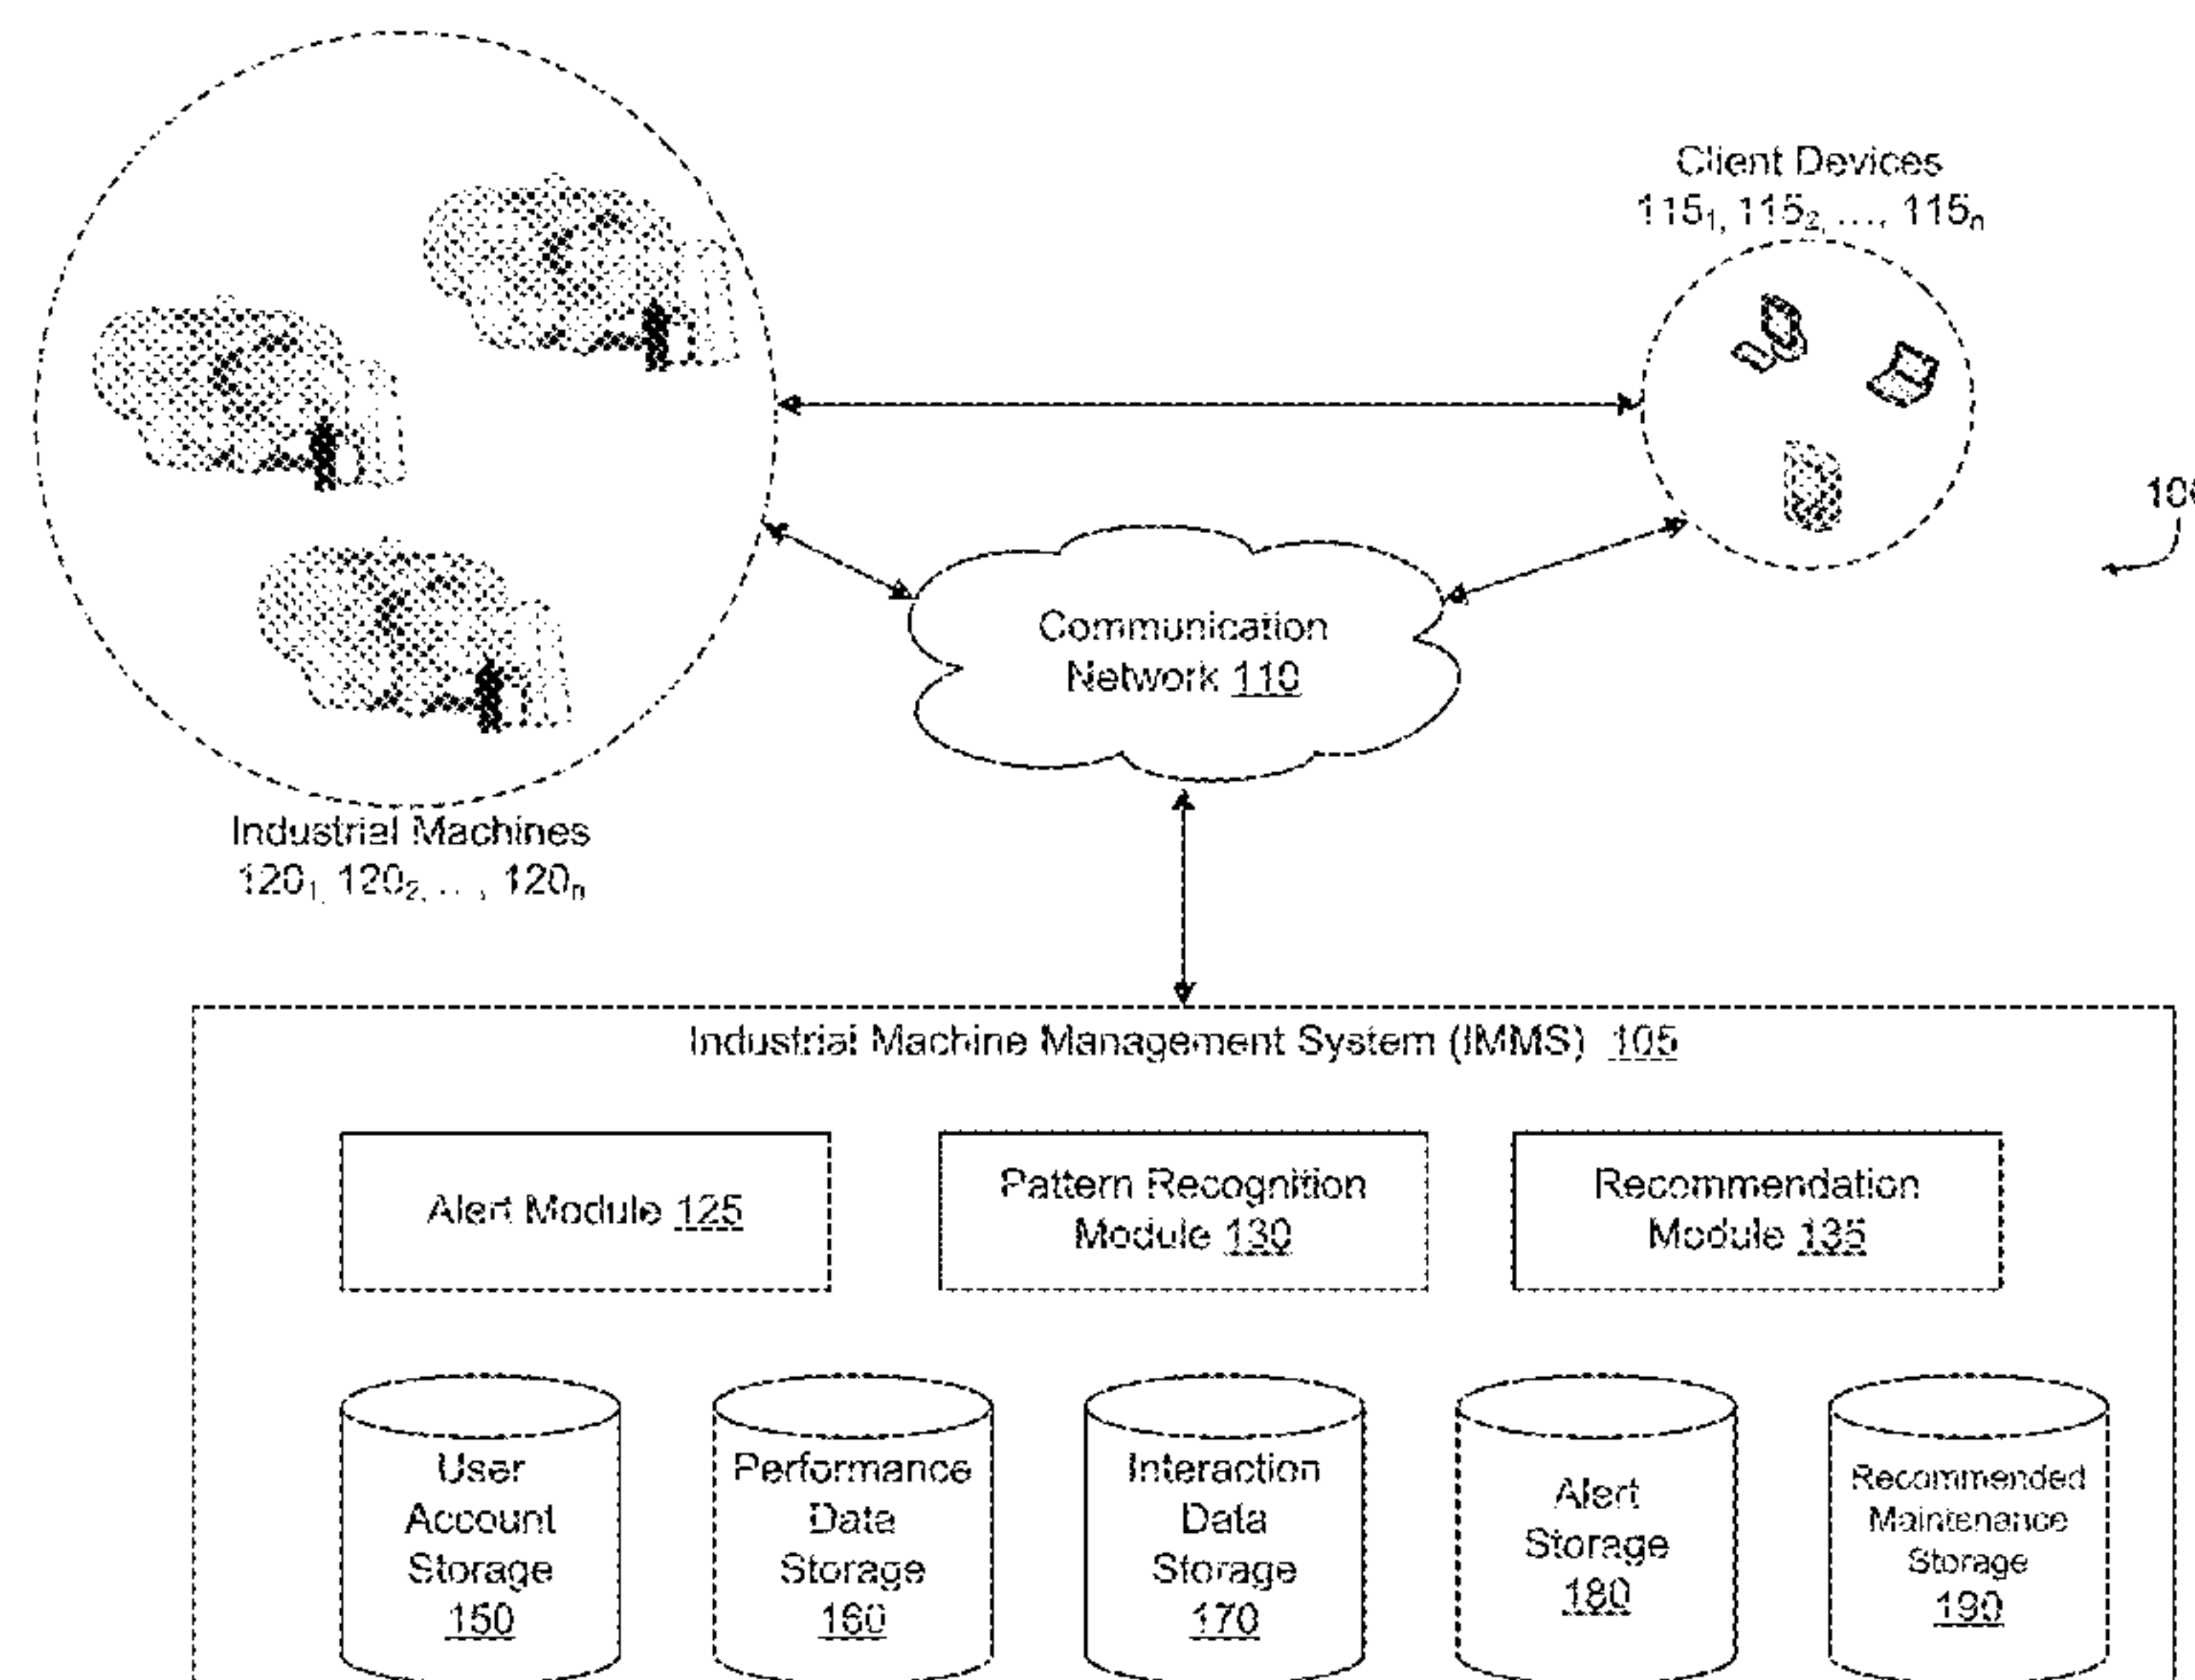 Client Devices
115₁, 115₂, ..., 115ₙ
Communication
Network 110
Industrial Machines
120₁, 120₂, ..., 120ₙ
Industrial Machine Management System (IMMS) 105
Alert Module 125
Pattern Recognition
Module 130
Recommendation
Module 135
User
Account
Storage
150
Performance
Data
Storage
160
Interaction
Data
Storage
170
Alert
Storage
180
Recommended
Maintenance
Storage
190